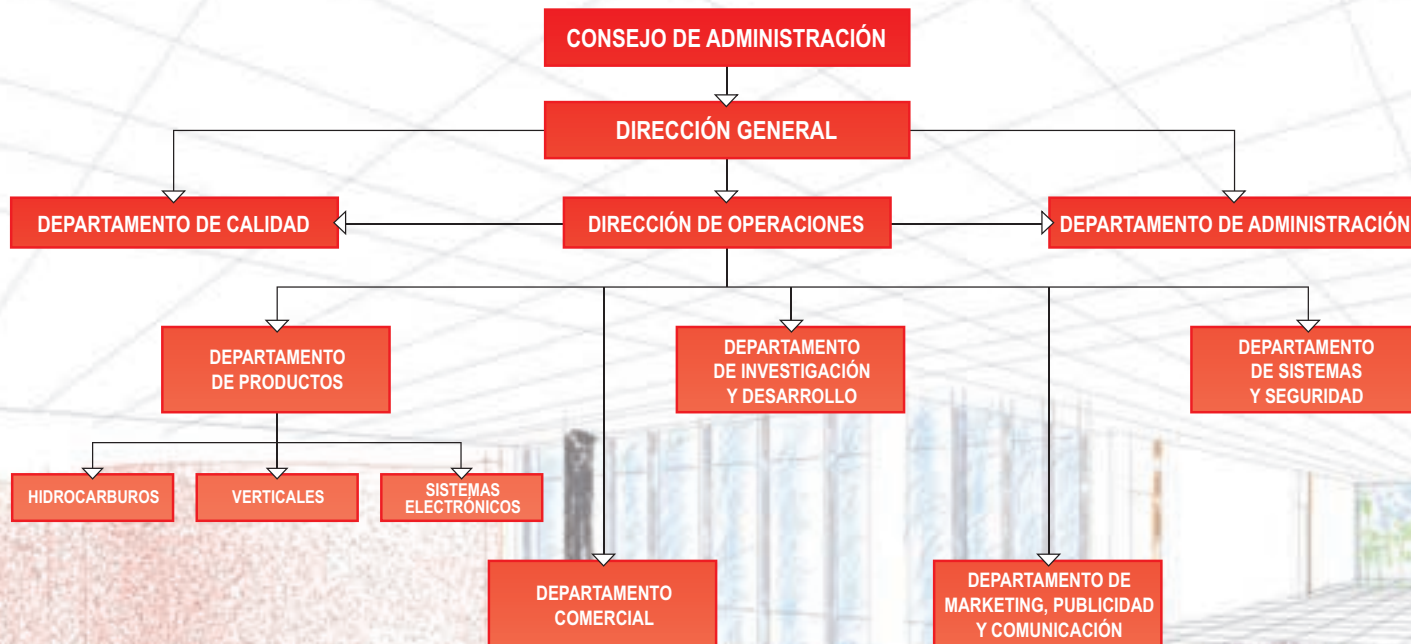 CONSEJO DE ADMINISTRACIÓN
DIRECCIÓN GENERAL
DEPARTAMENTO DE CALIDAD
DIRECCIÓN DE OPERACIONES
DEPARTAMENTO DE ADMINISTRACIÓN
DEPARTAMENTO
DE PRODUCTOS
DEPARTAMENTO
DE INVESTIGACIÓN
Y DESARROLLO
DEPARTAMENTO
DE SISTEMAS
Y SEGURIDAD
HIDROCARBUROS
VERTICALES
SISTEMAS
ELECTRÓNICOS
DEPARTAMENTO
COMERCIAL
DEPARTAMENTO DE
MARKETING, PUBLICIDAD
Y COMUNICACIÓN